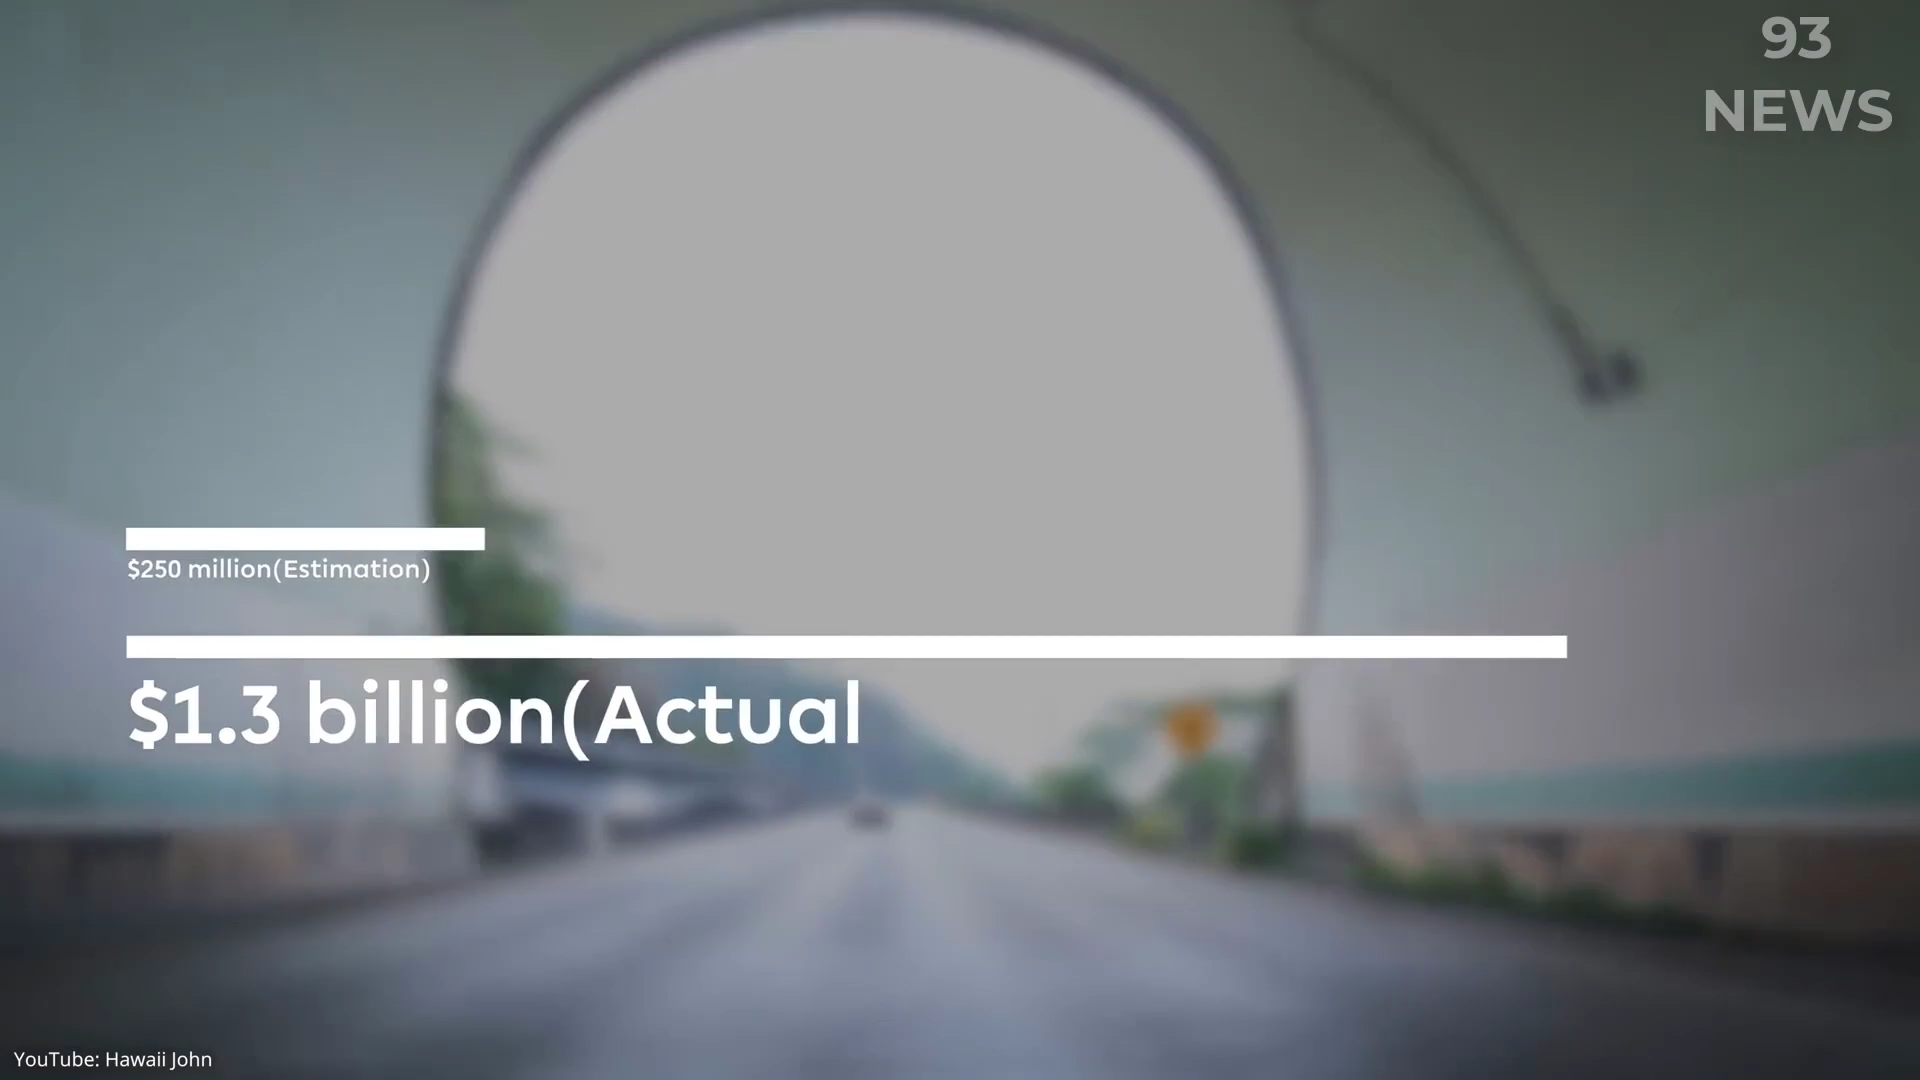 93
NEWS
$250 million(Estimation)
$1.3 billion(Actual
YouTube: Hawaii John